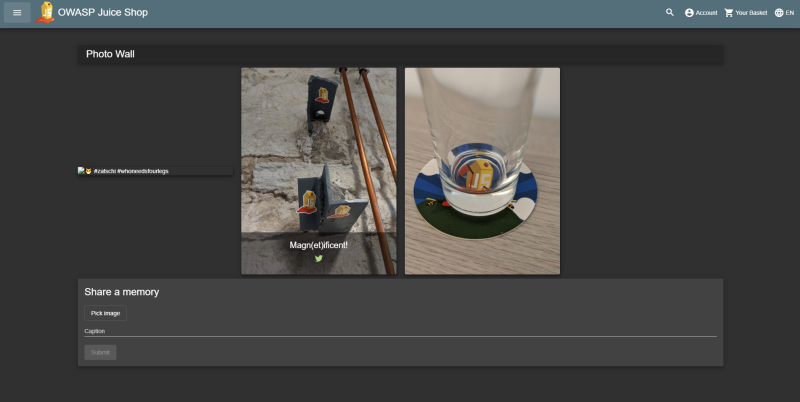 OWASP Juice Shop
Account
Your Basket
EN
Photo Wall
#zatschi #whoneedsfourlegs
Magn(et)ificent!
Share a memory
Pick image
Caption
Submit